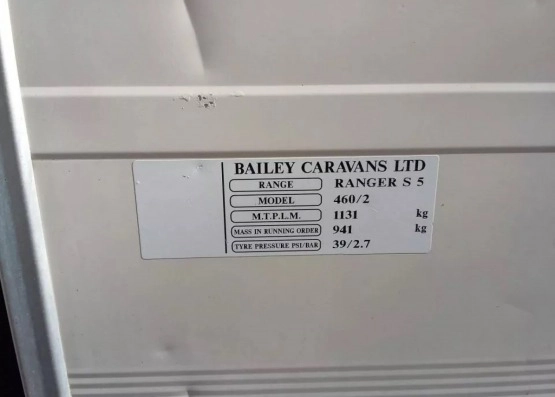 BAILEY CARAVANS LTD
RANGE RANGER S 5
MODEL 460/2
M.T.P.L.M. 1131 kg
MASS IN RUNNING ORDER 941 kg
TYRE PRESSURE PSI/BAR 39/2.7